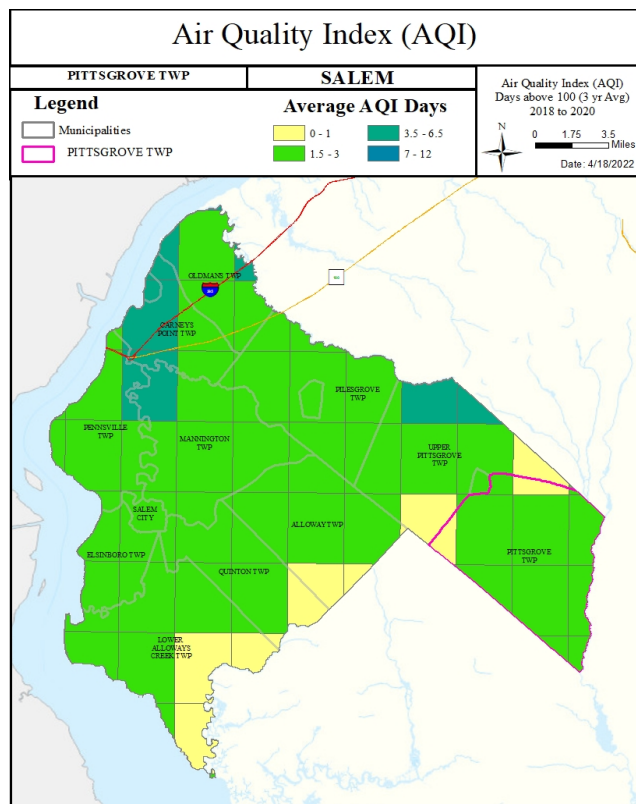 Air Quality Index (AQI)
PITTSGROVE TWP
SALEM
Legend
Municipalities
PITTSGROVE TWP
Average AQI Days
0 - 1
1.5 - 3
3.5 - 6.5
7 - 12
Air Quality Index (AQI)
Days above 100 (3 yr Avg)
2018 to 2020
N
0 1.75 3.5
Miles
Date: 4/18/2022
OLDMANS TWP
CARNEYS
POINT TWP
PILESGROVE
TWP
PENNSVILLE
TWP
MANNINGTON
TWP
UPPER
PITTSGROVE
TWP
SALEM
CITY
ALLOWAY TWP
ELSINBORO TWP
QUINTON TWP
PITTSGROVE
TWP
LOWER
ALLOWAYS
CREEK TWP